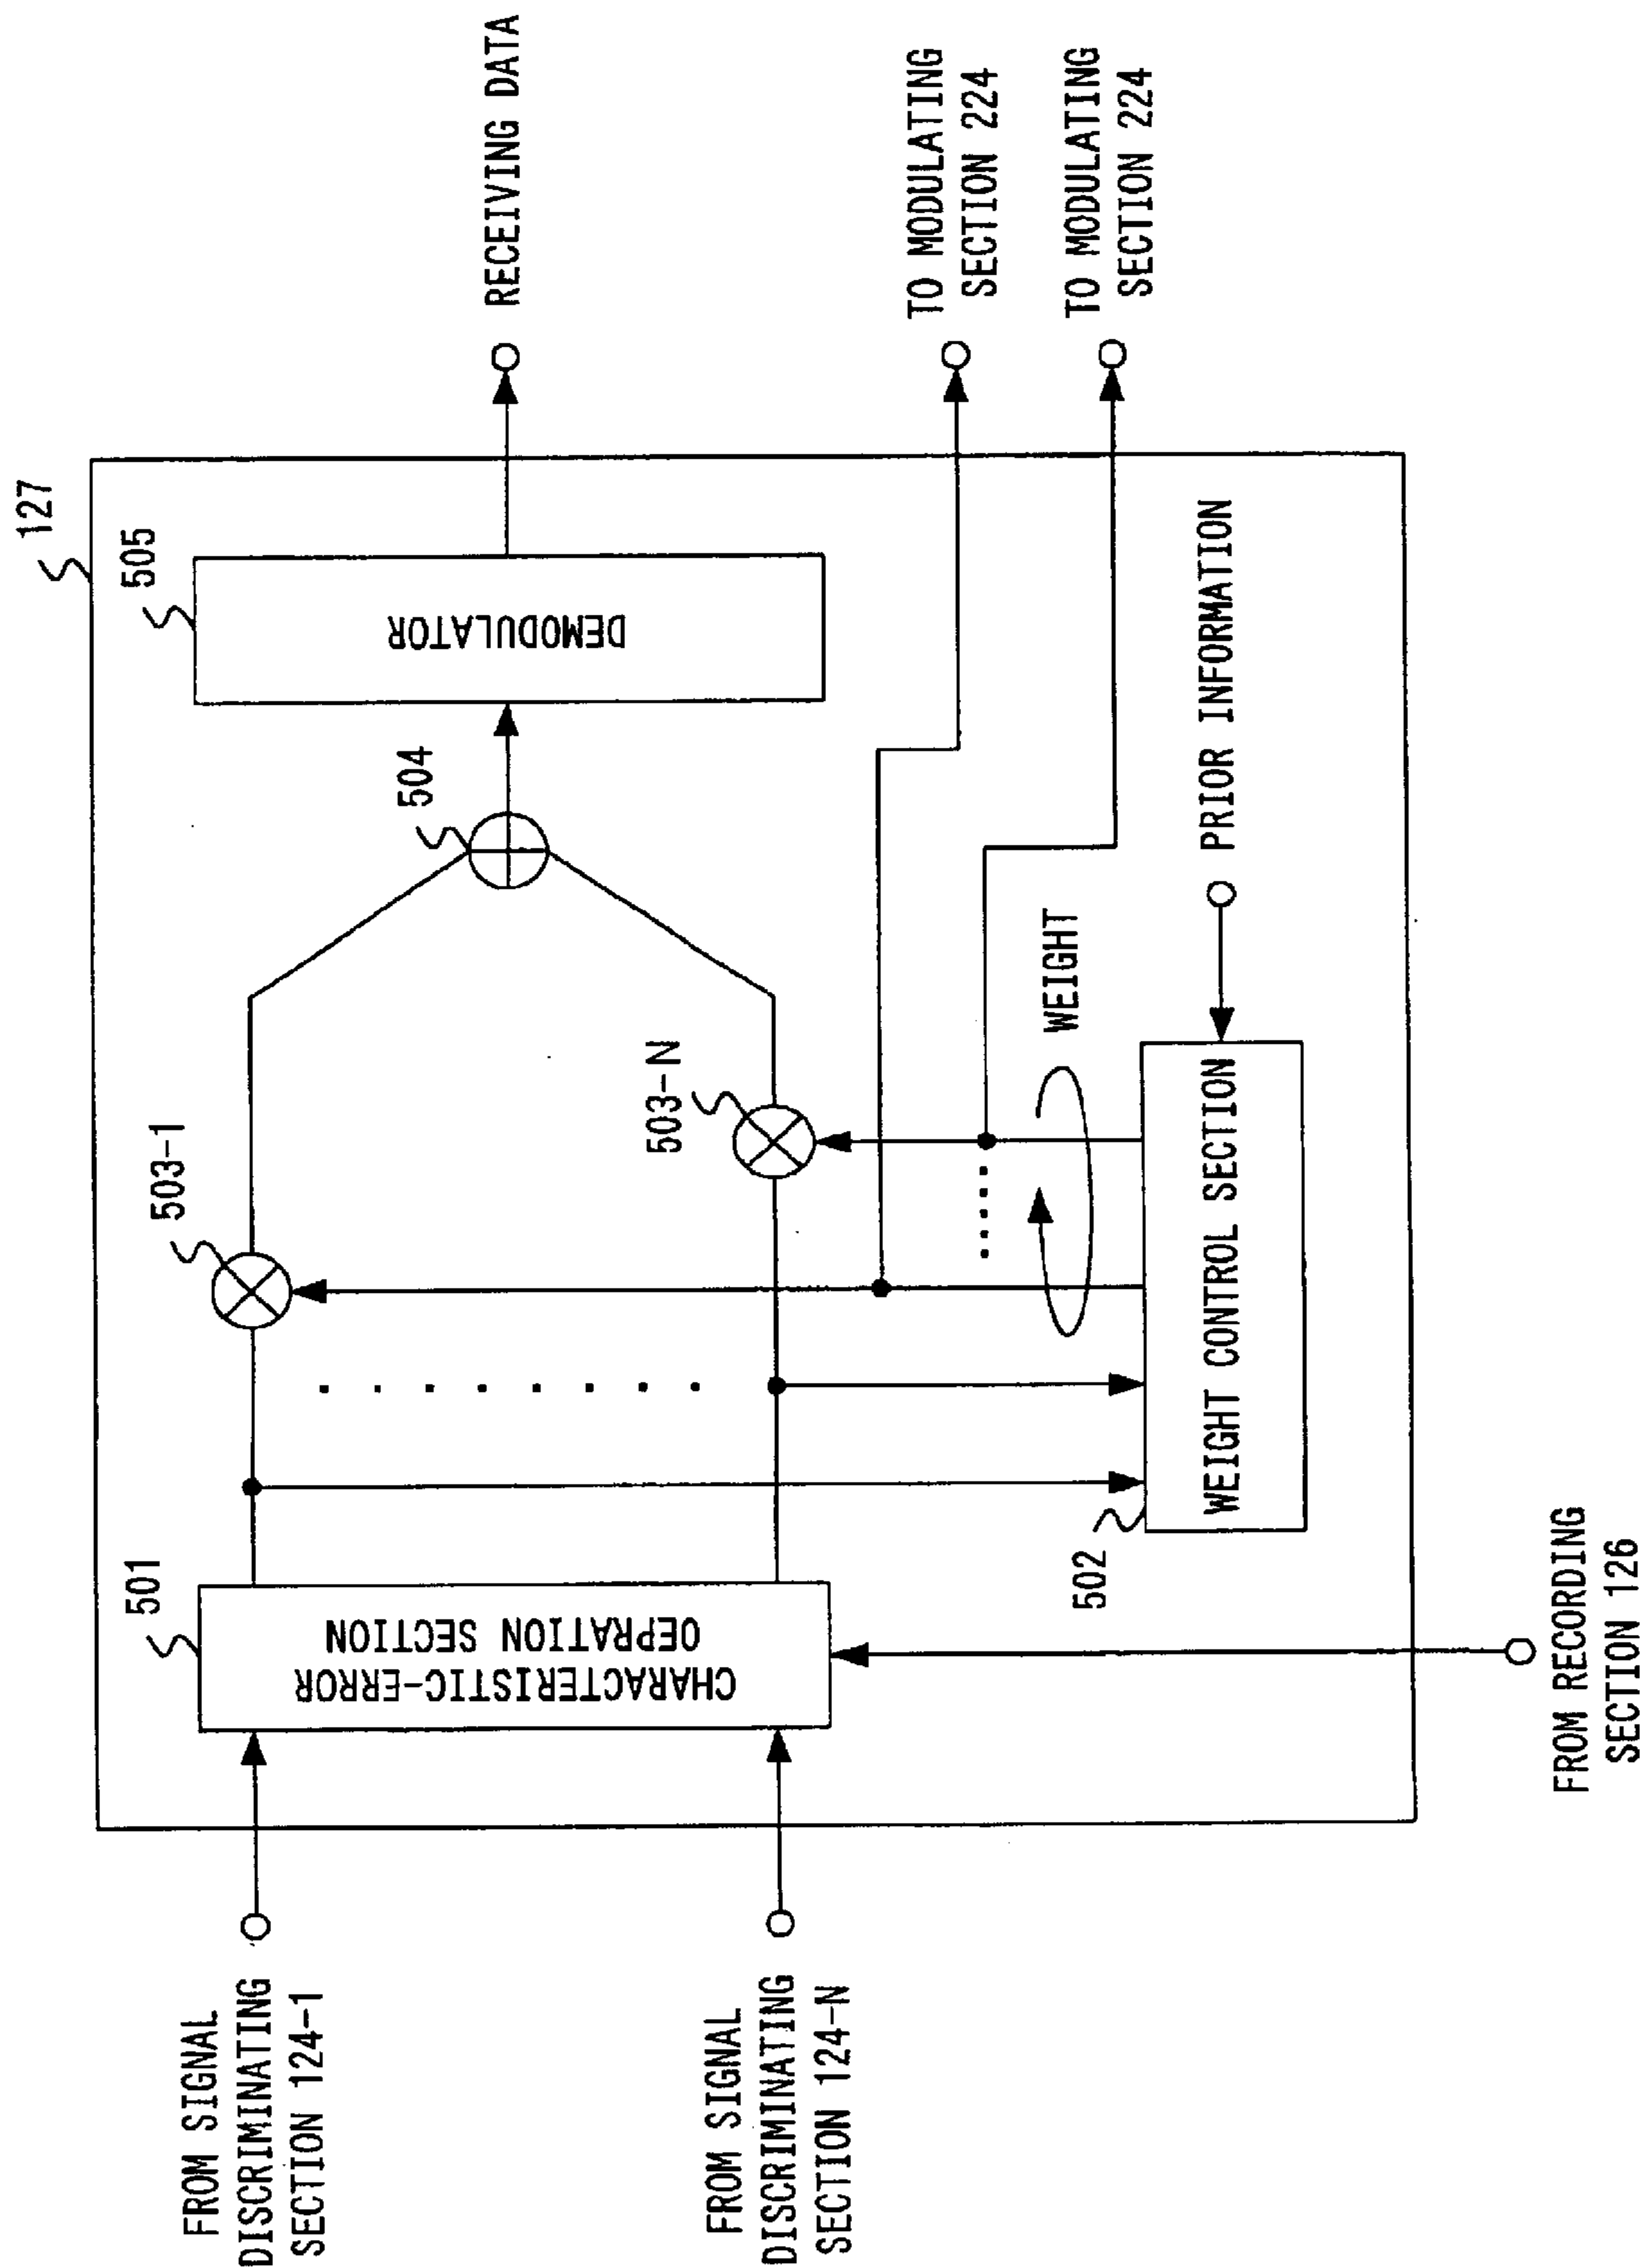 127
501
CHARACTERISTIC-ERROR
OEPRATION SECTION
503-1
503-N
504
505
DEMODULATOR
502
WEIGHT CONTROL SECTION
WEIGHT
PRIOR INFORMATION
FROM SIGNAL
DISCRIMINATING
SECTION 124-1
FROM SIGNAL
DISCRIMINATING
SECTION 124-N
FROM RECORDING
SECTION 126
RECEIVING DATA
TO MODULATING
SECTION 224
TO MODULATING
SECTION 224